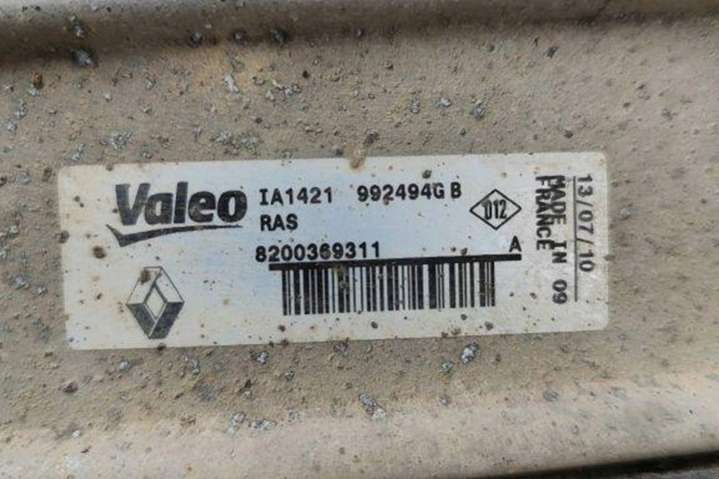 Valeo
IA1421 992494G B
RAS
8200369311 A
D12
13/07/10
MADE IN 09
FRANCE